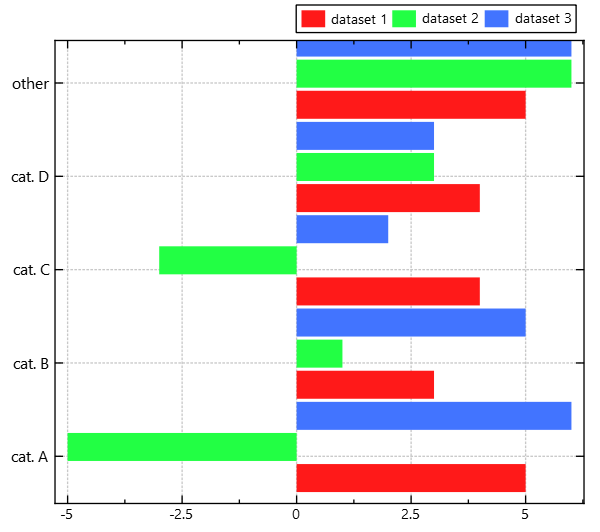 dataset 1 dataset 2 dataset 3
other
cat. D
cat. C
cat. B
cat. A
-5 -2.5 0 2.5 5